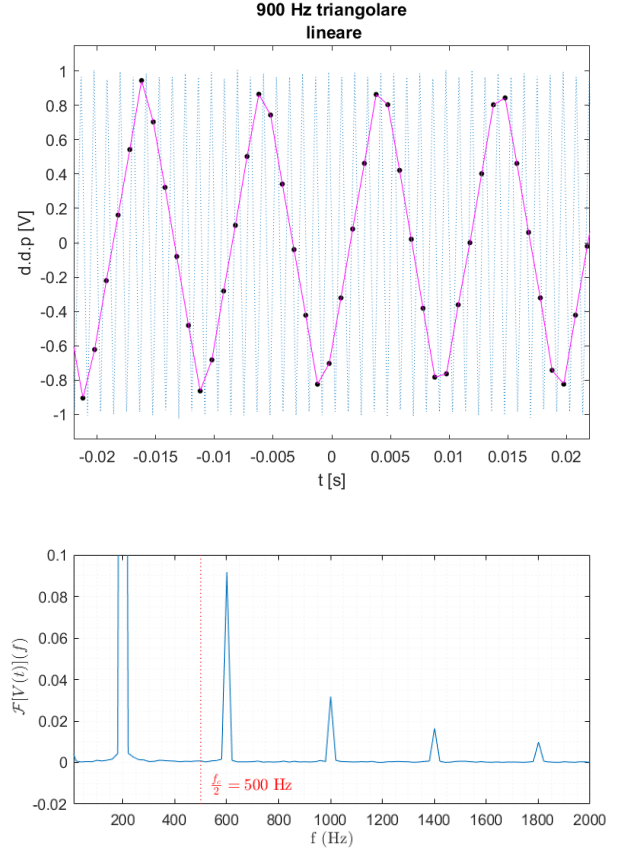 900 Hz triangolare
lineare
d.d.p [V]
1
0.8
0.6
0.4
0.2
0
-0.2
-0.4
-0.6
-0.8
-1
-0.02 -0.015 -0.01 -0.005 0 0.005 0.01 0.015 0.02
t [s]
ℱ[V(t)](f)
0.1
0.08
0.06
0.04
0.02
0
-0.02
f_c/2 = 500 Hz
200 400 600 800 1000 1200 1400 1600 1800 2000
f (Hz)